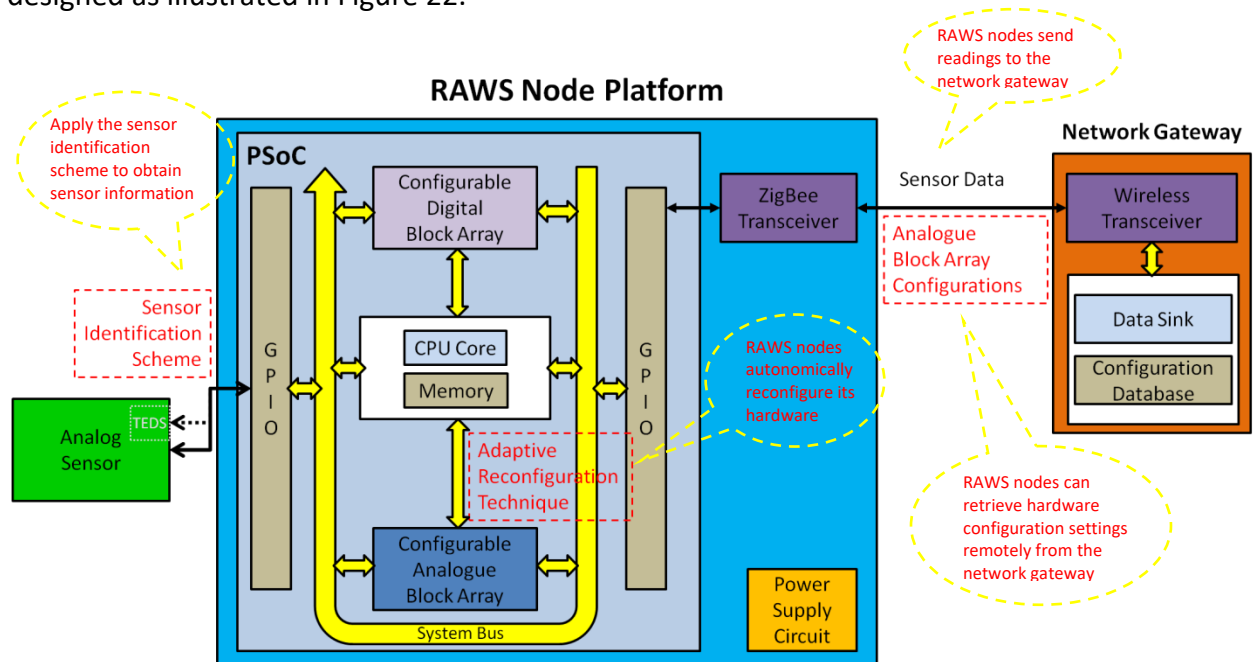 designed as illustrated in Figure 22.
RAWS nodes send
readings to the
network gateway
RAWS Node Platform
Apply the sensor
identification
scheme to obtain
sensor information
PSoC
Configurable
Digital
Block Array
ZigBee
Transceiver
Sensor Data
Network Gateway
Wireless
Transceiver
Analogue
Block Array
Configurations
Sensor
Identification
Scheme
G
P
I
O
CPU Core
Memory
G
P
I
O
RAWS nodes
autonomically
reconfigure its
hardware
Data Sink
Configuration
Database
TEDS
Analog
Sensor
Adaptive
Reconfiguration
Technique
RAWS nodes can
retrieve hardware
configuration settings
remotely from the
network gateway
Configurable
Analogue
Block Array
Power
Supply
Circuit
System Bus